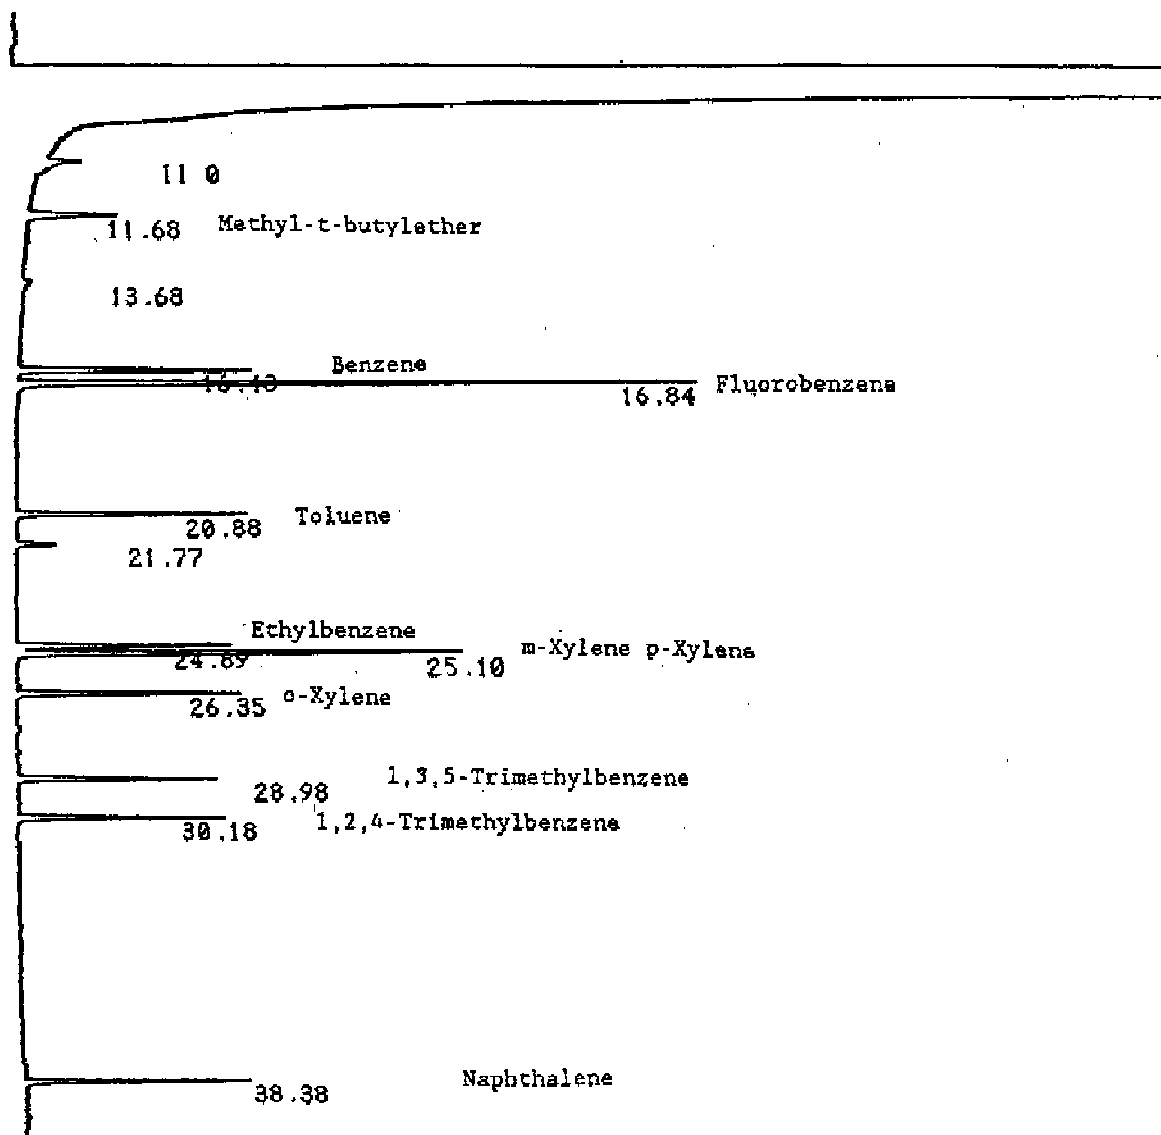 11 0
11.68 Methyl-t-butylether
13.68
Benzene
16.84 Fluorobenzene
20.88 Toluene
21.77
Ethylbenzene
24.89
25.10 m-Xylene p-Xylene
26.35 o-Xylene
1,3,5-Trimethylbenzene
28.98
30.18 1,2,4-Trimethylbenzene
38.38 Naphthalene